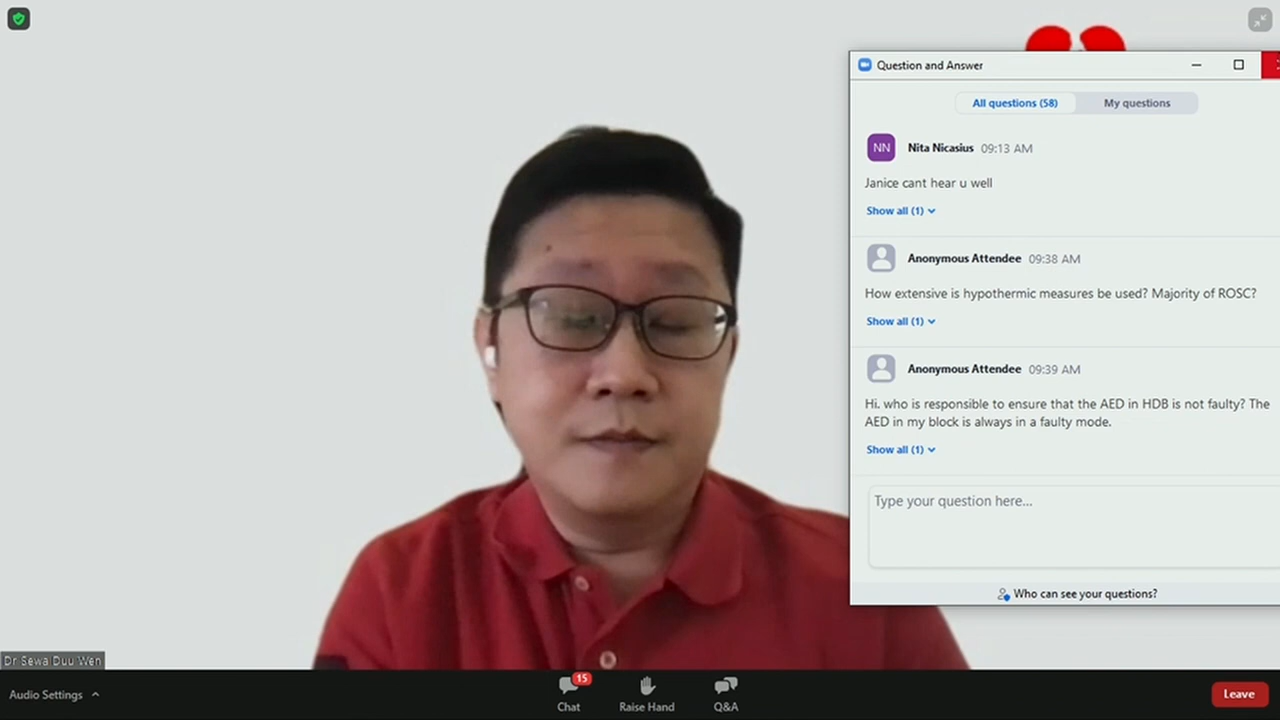 Question and Answer
All questions (58)
My questions
NN
Nita Nicasius 09:13 AM
Janice cant hear u well
Show all (1)
Anonymous Attendee 09:38 AM
How extensive is hypothermic measures be used? Majority of ROSC?
Show all (1)
Anonymous Attendee 09:39 AM
Hi. who is responsible to ensure that the AED in HDB is not faulty? The
AED in my block is always in a faulty mode.
Show all (1)
Type your question here...
Who can see your questions?
Dr Sewa Duu Wen
Audio Settings
15
Chat
Raise Hand
Q&A
Leave